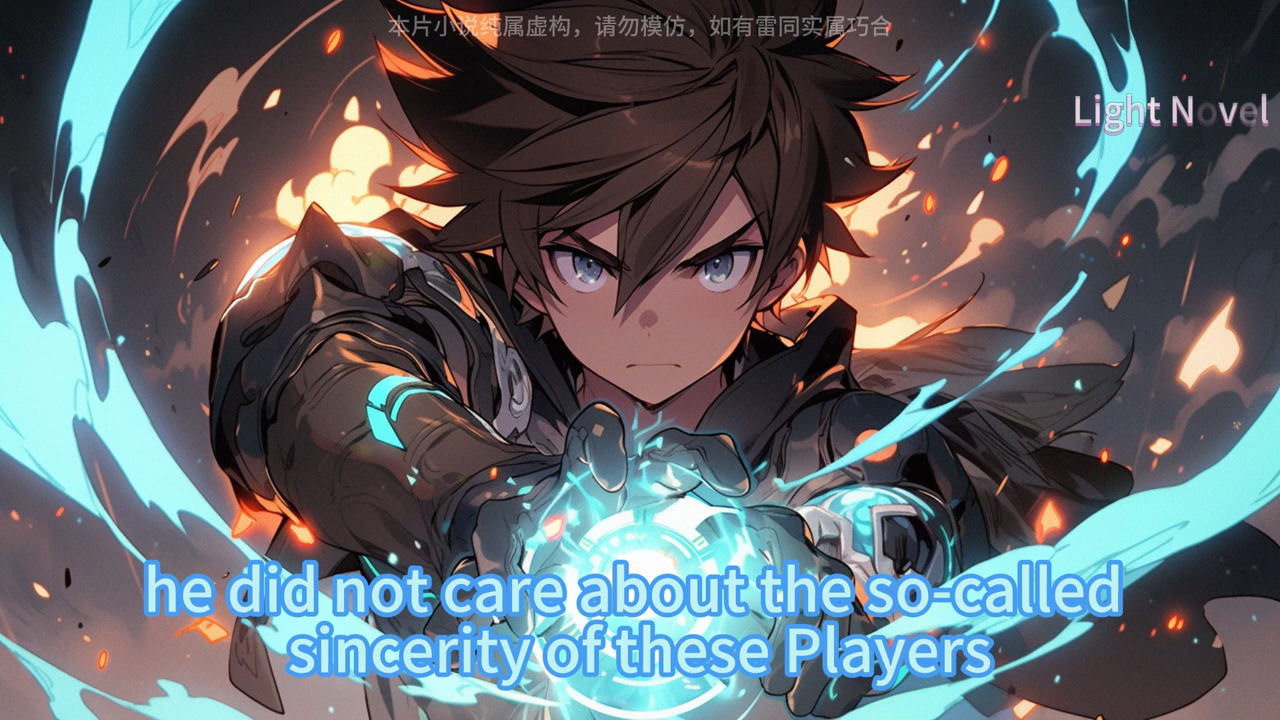 本片小说纯属虚构，请勿模仿，如有雷同实属巧合
Light Novel
he did not care about the so-called
sincerity of these Players